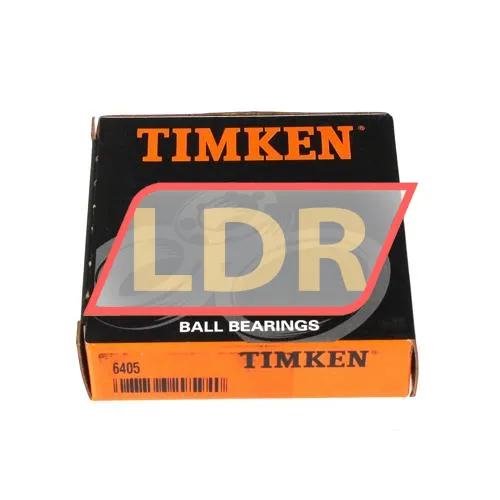 TIMKEN®
LDR
BALL BEARINGS
TIMKEN
6405